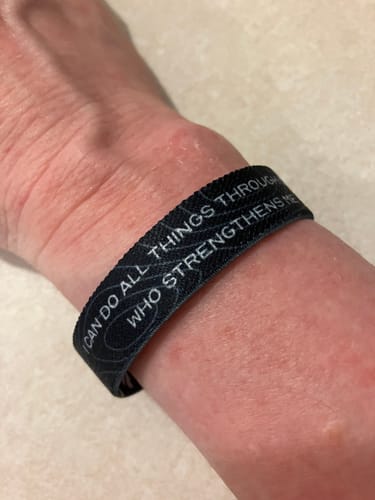 I CAN DO ALL THINGS THROUGH
WHO STRENGTHENS ME